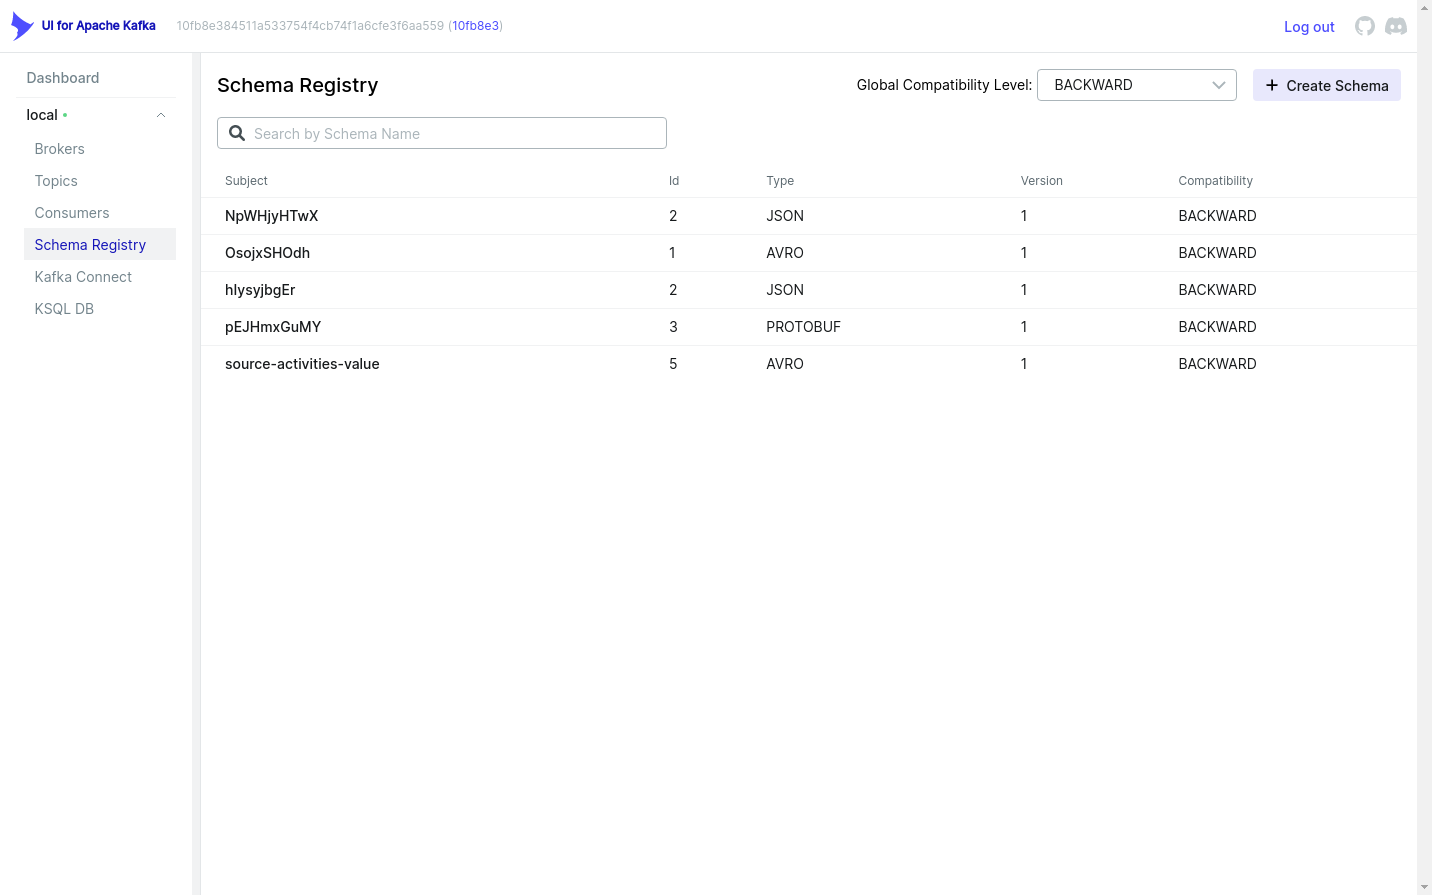 UI for Apache Kafka
10fb8e384511a533754f4cb74f1a6cfe3f6aa559 (10fb8e3)
Log out
Dashboard
local
Brokers
Topics
Consumers
Schema Registry
Kafka Connect
KSQL DB
Schema Registry
Global Compatibility Level: BACKWARD
Create Schema
Search by Schema Name
Subject Id Type Version Compatibility
NpWHjyHTwX 2 JSON 1 BACKWARD
OsojxSHOdh 1 AVRO 1 BACKWARD
hIysyjbgEr 2 JSON 1 BACKWARD
pEJHmxGuMY 3 PROTOBUF 1 BACKWARD
source-activities-value 5 AVRO 1 BACKWARD